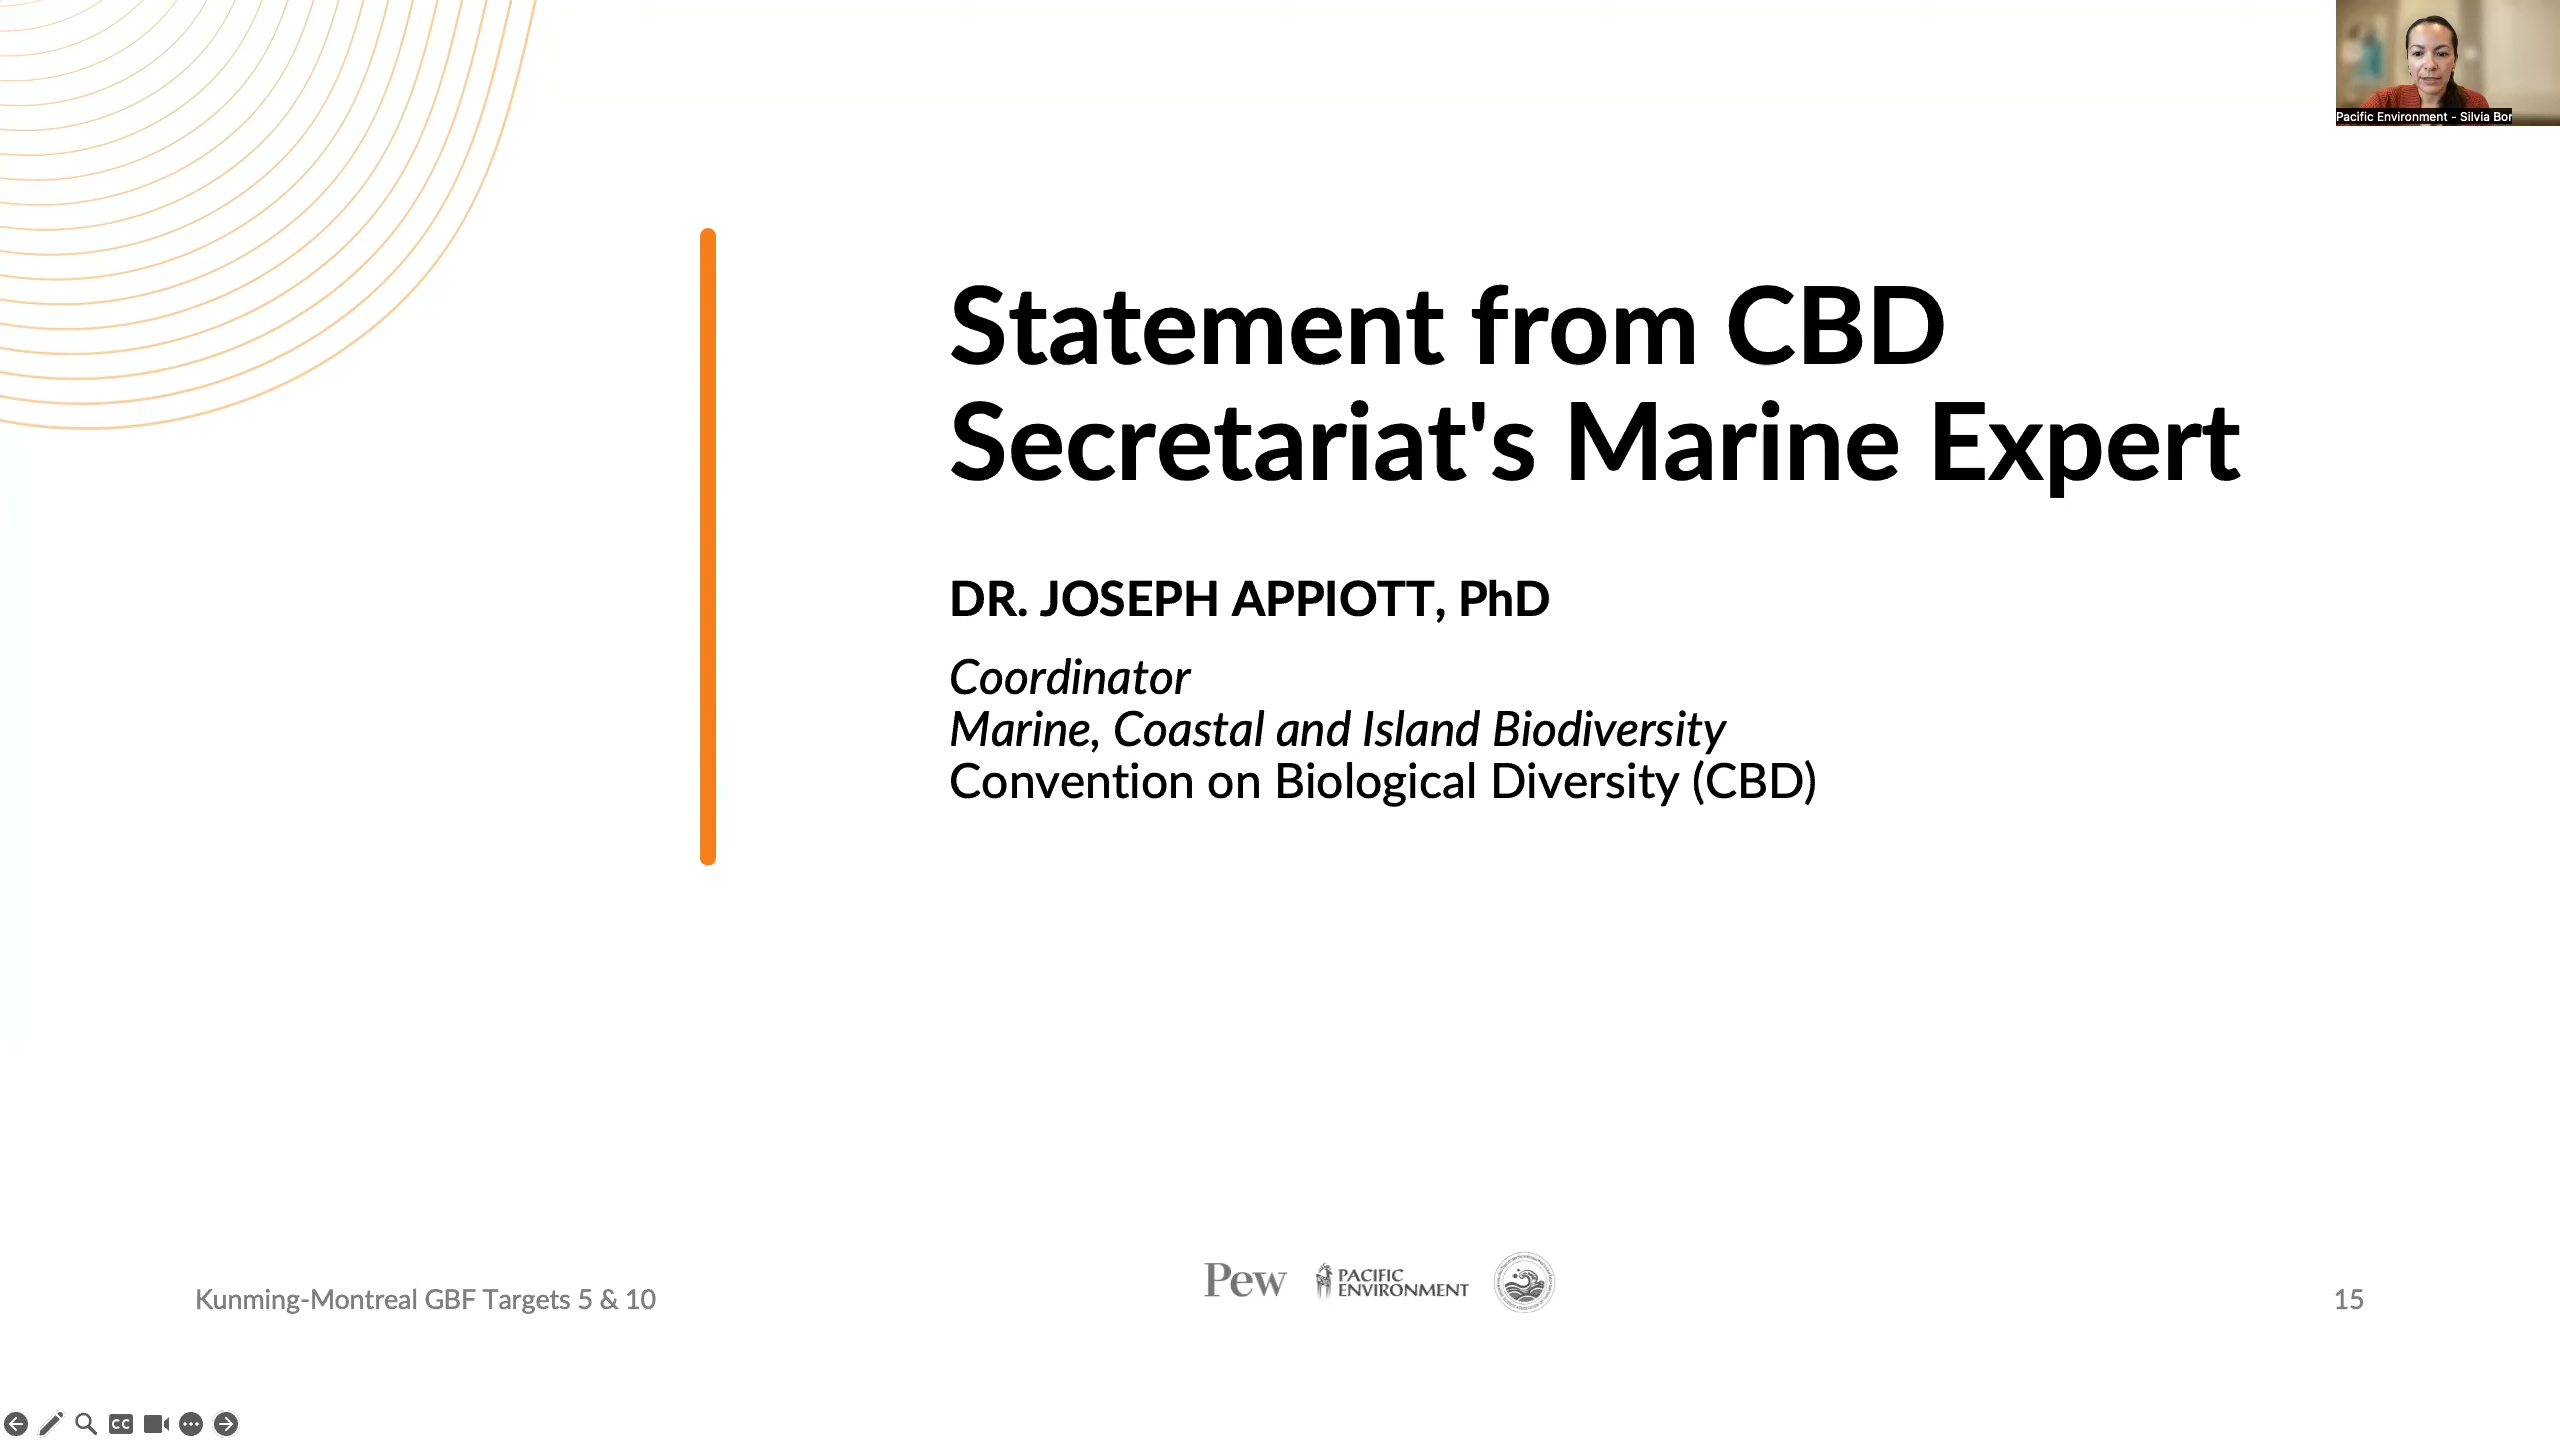 Pacific Environment - Silvia Bor
Statement from CBD
Secretariat's Marine Expert
DR. JOSEPH APPIOTT, PhD
Coordinator
Marine, Coastal and Island Biodiversity
Convention on Biological Diversity (CBD)
Kunming-Montreal GBF Targets 5 & 10
Pew
PACIFIC
ENVIRONMENT
15
CC